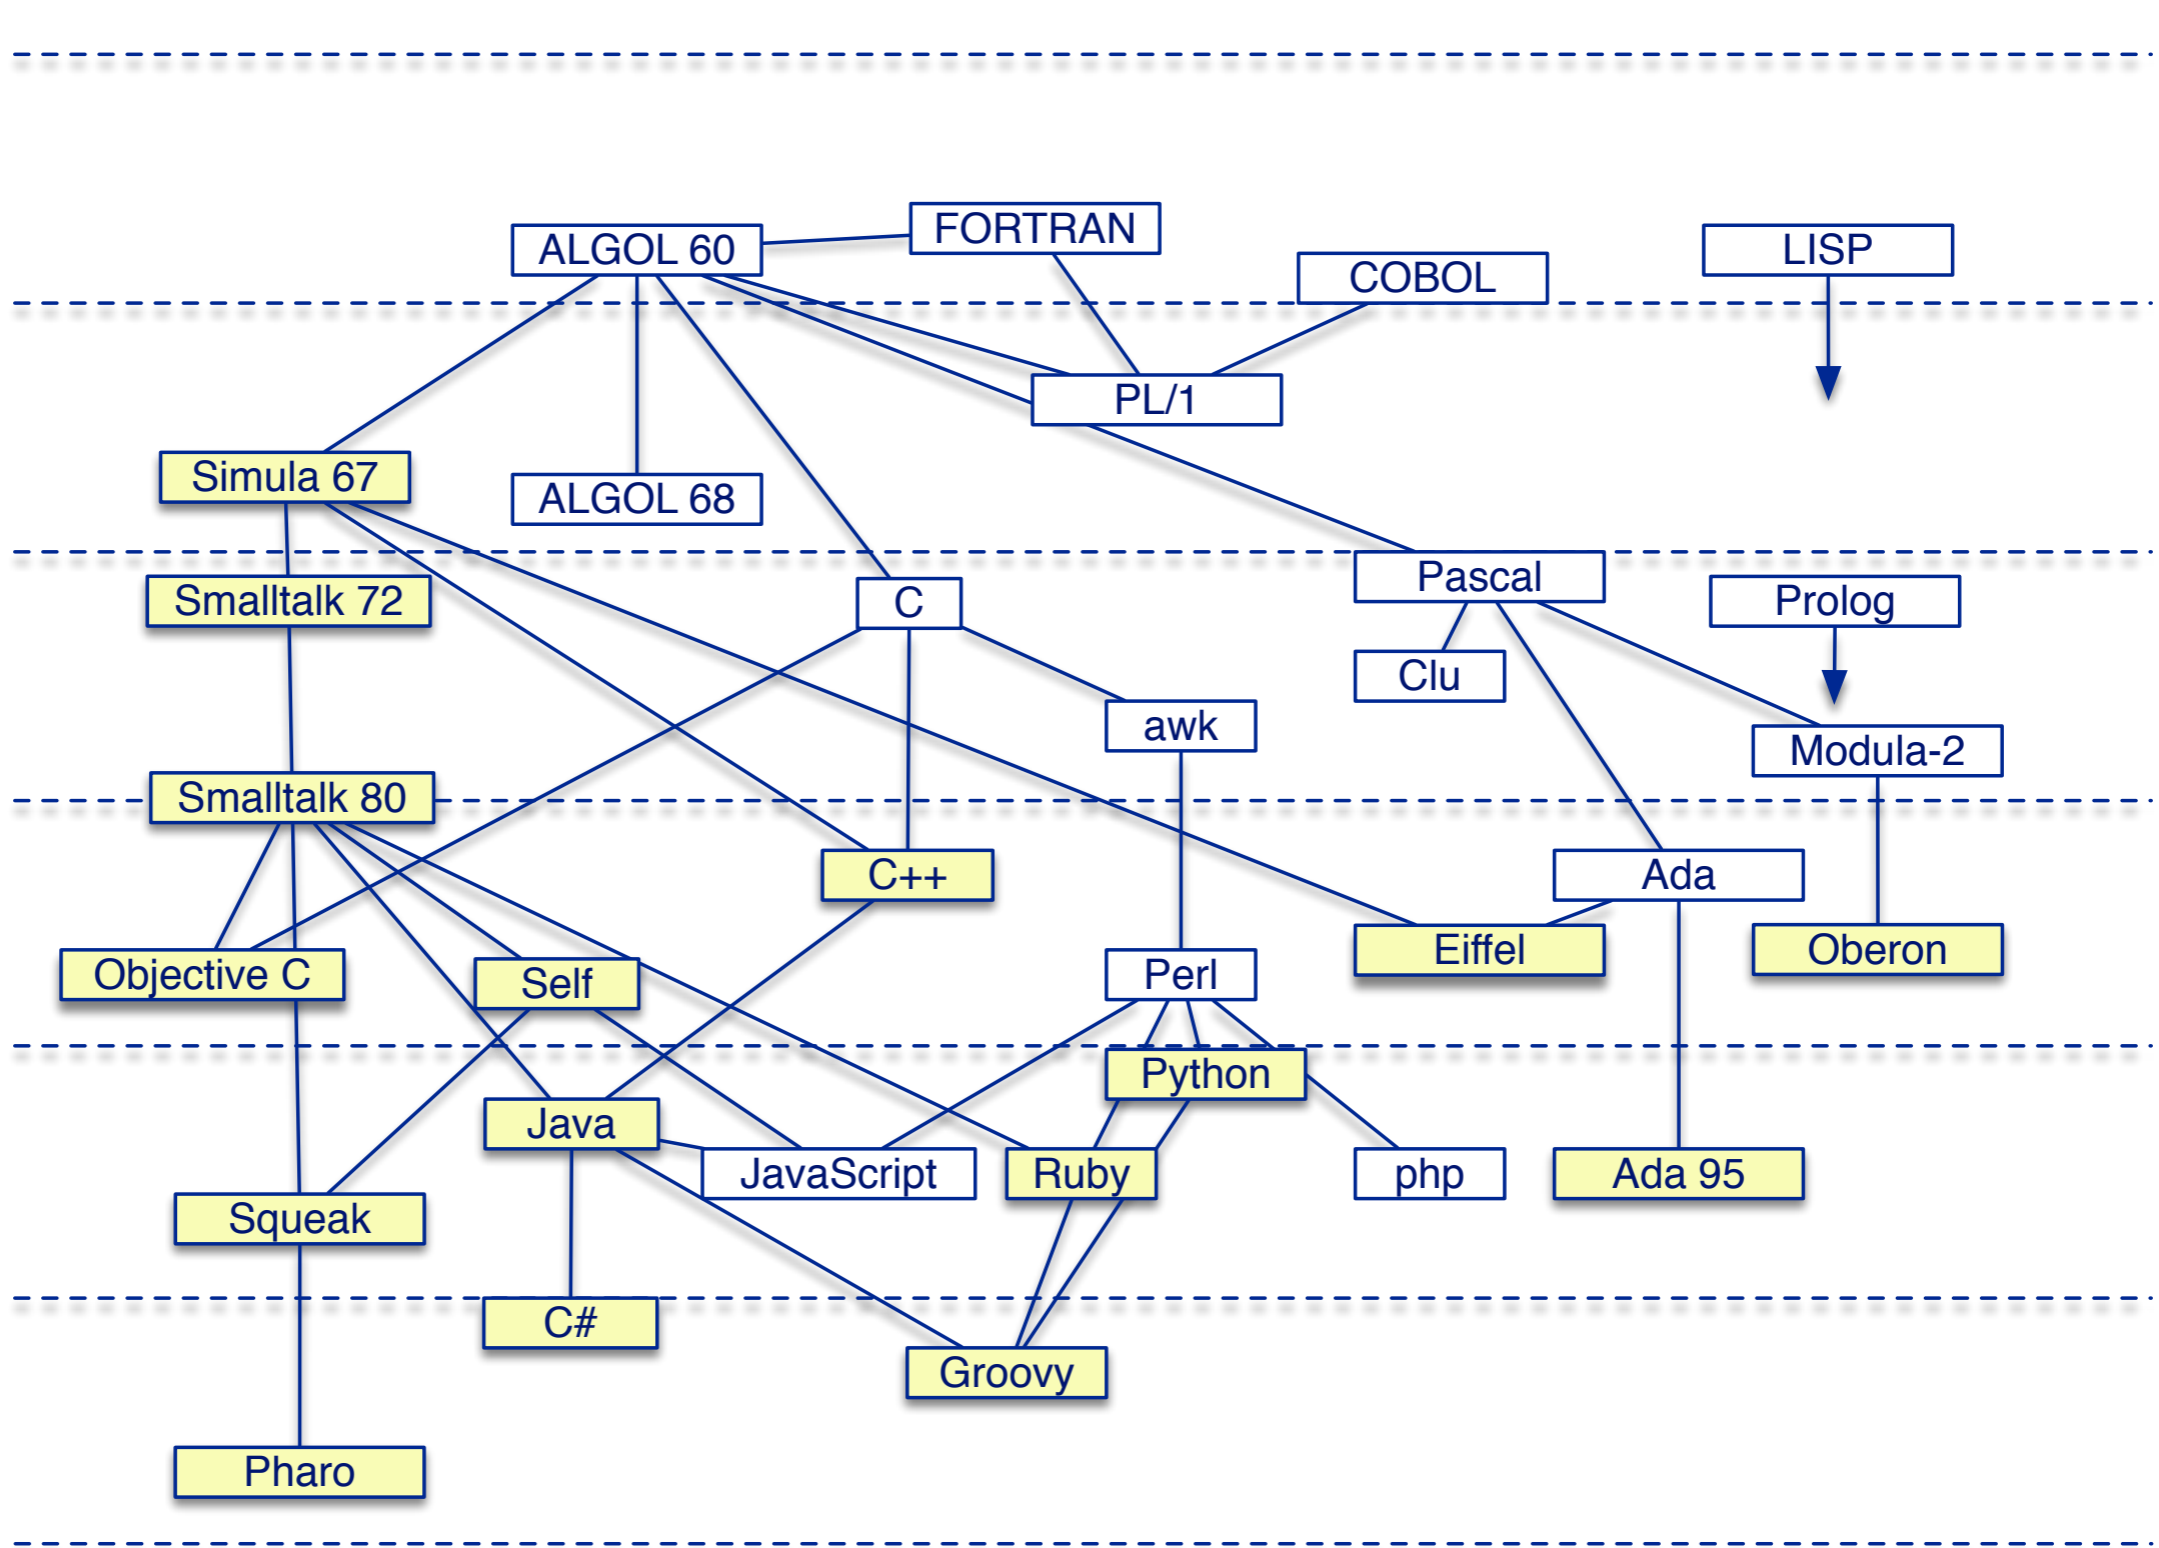 FORTRAN
ALGOL 60
LISP
COBOL
PL/1
Simula 67
ALGOL 68
Pascal
Smalltalk 72
C
Prolog
Clu
awk
Modula-2
Smalltalk 80
C++
Ada
Eiffel
Oberon
Objective C
Self
Perl
Python
Java
JavaScript
Ruby
php
Ada 95
Squeak
C#
Groovy
Pharo